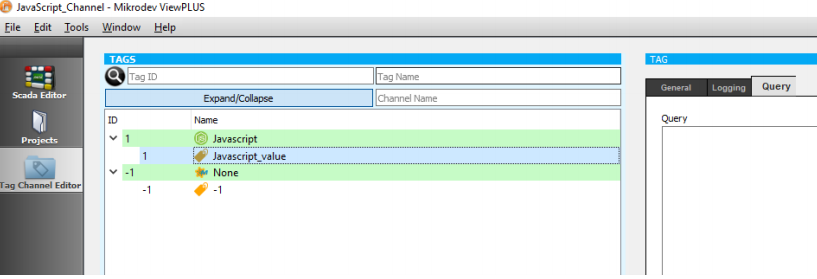 JavaScript_Channel - Mikrodev ViewPLUS
File Edit Tools Window Help
Scada Editor
Projects
Tag Channel Editor
TAGS
Tag ID Tag Name
Expand/Collapse Channel Name
ID Name
1 Javascript
1 Javascript_value
-1 None
-1 -1
TAG
General Logging Query
Query